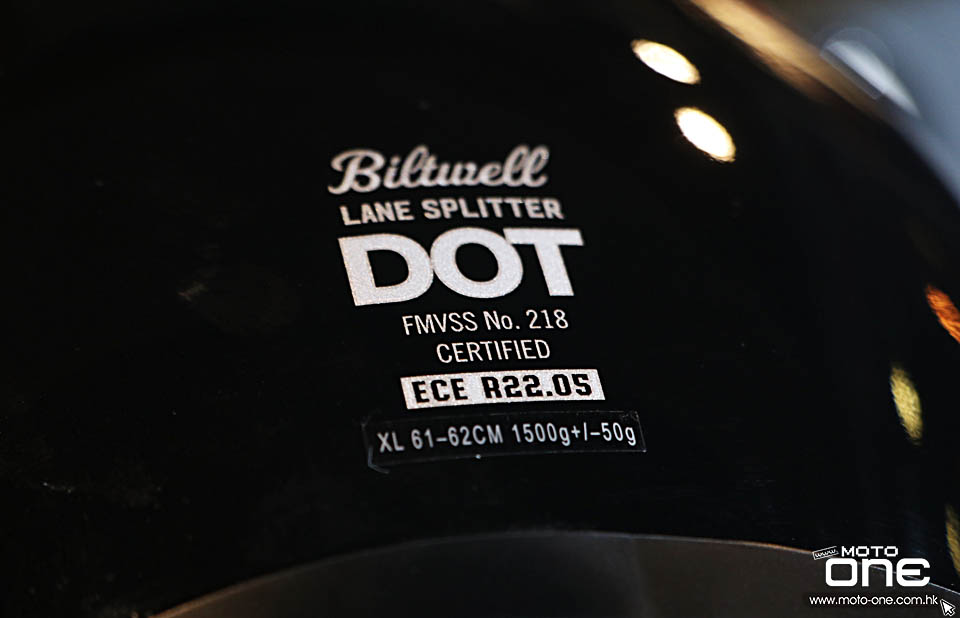 Biltwell
LANE SPLITTER
DOT
FMVSS No. 218
CERTIFIED
ECE R22.05
XL 61-62CM 1500g+/-50g
www.
MOTO
ONE
www.moto-one.com.hk